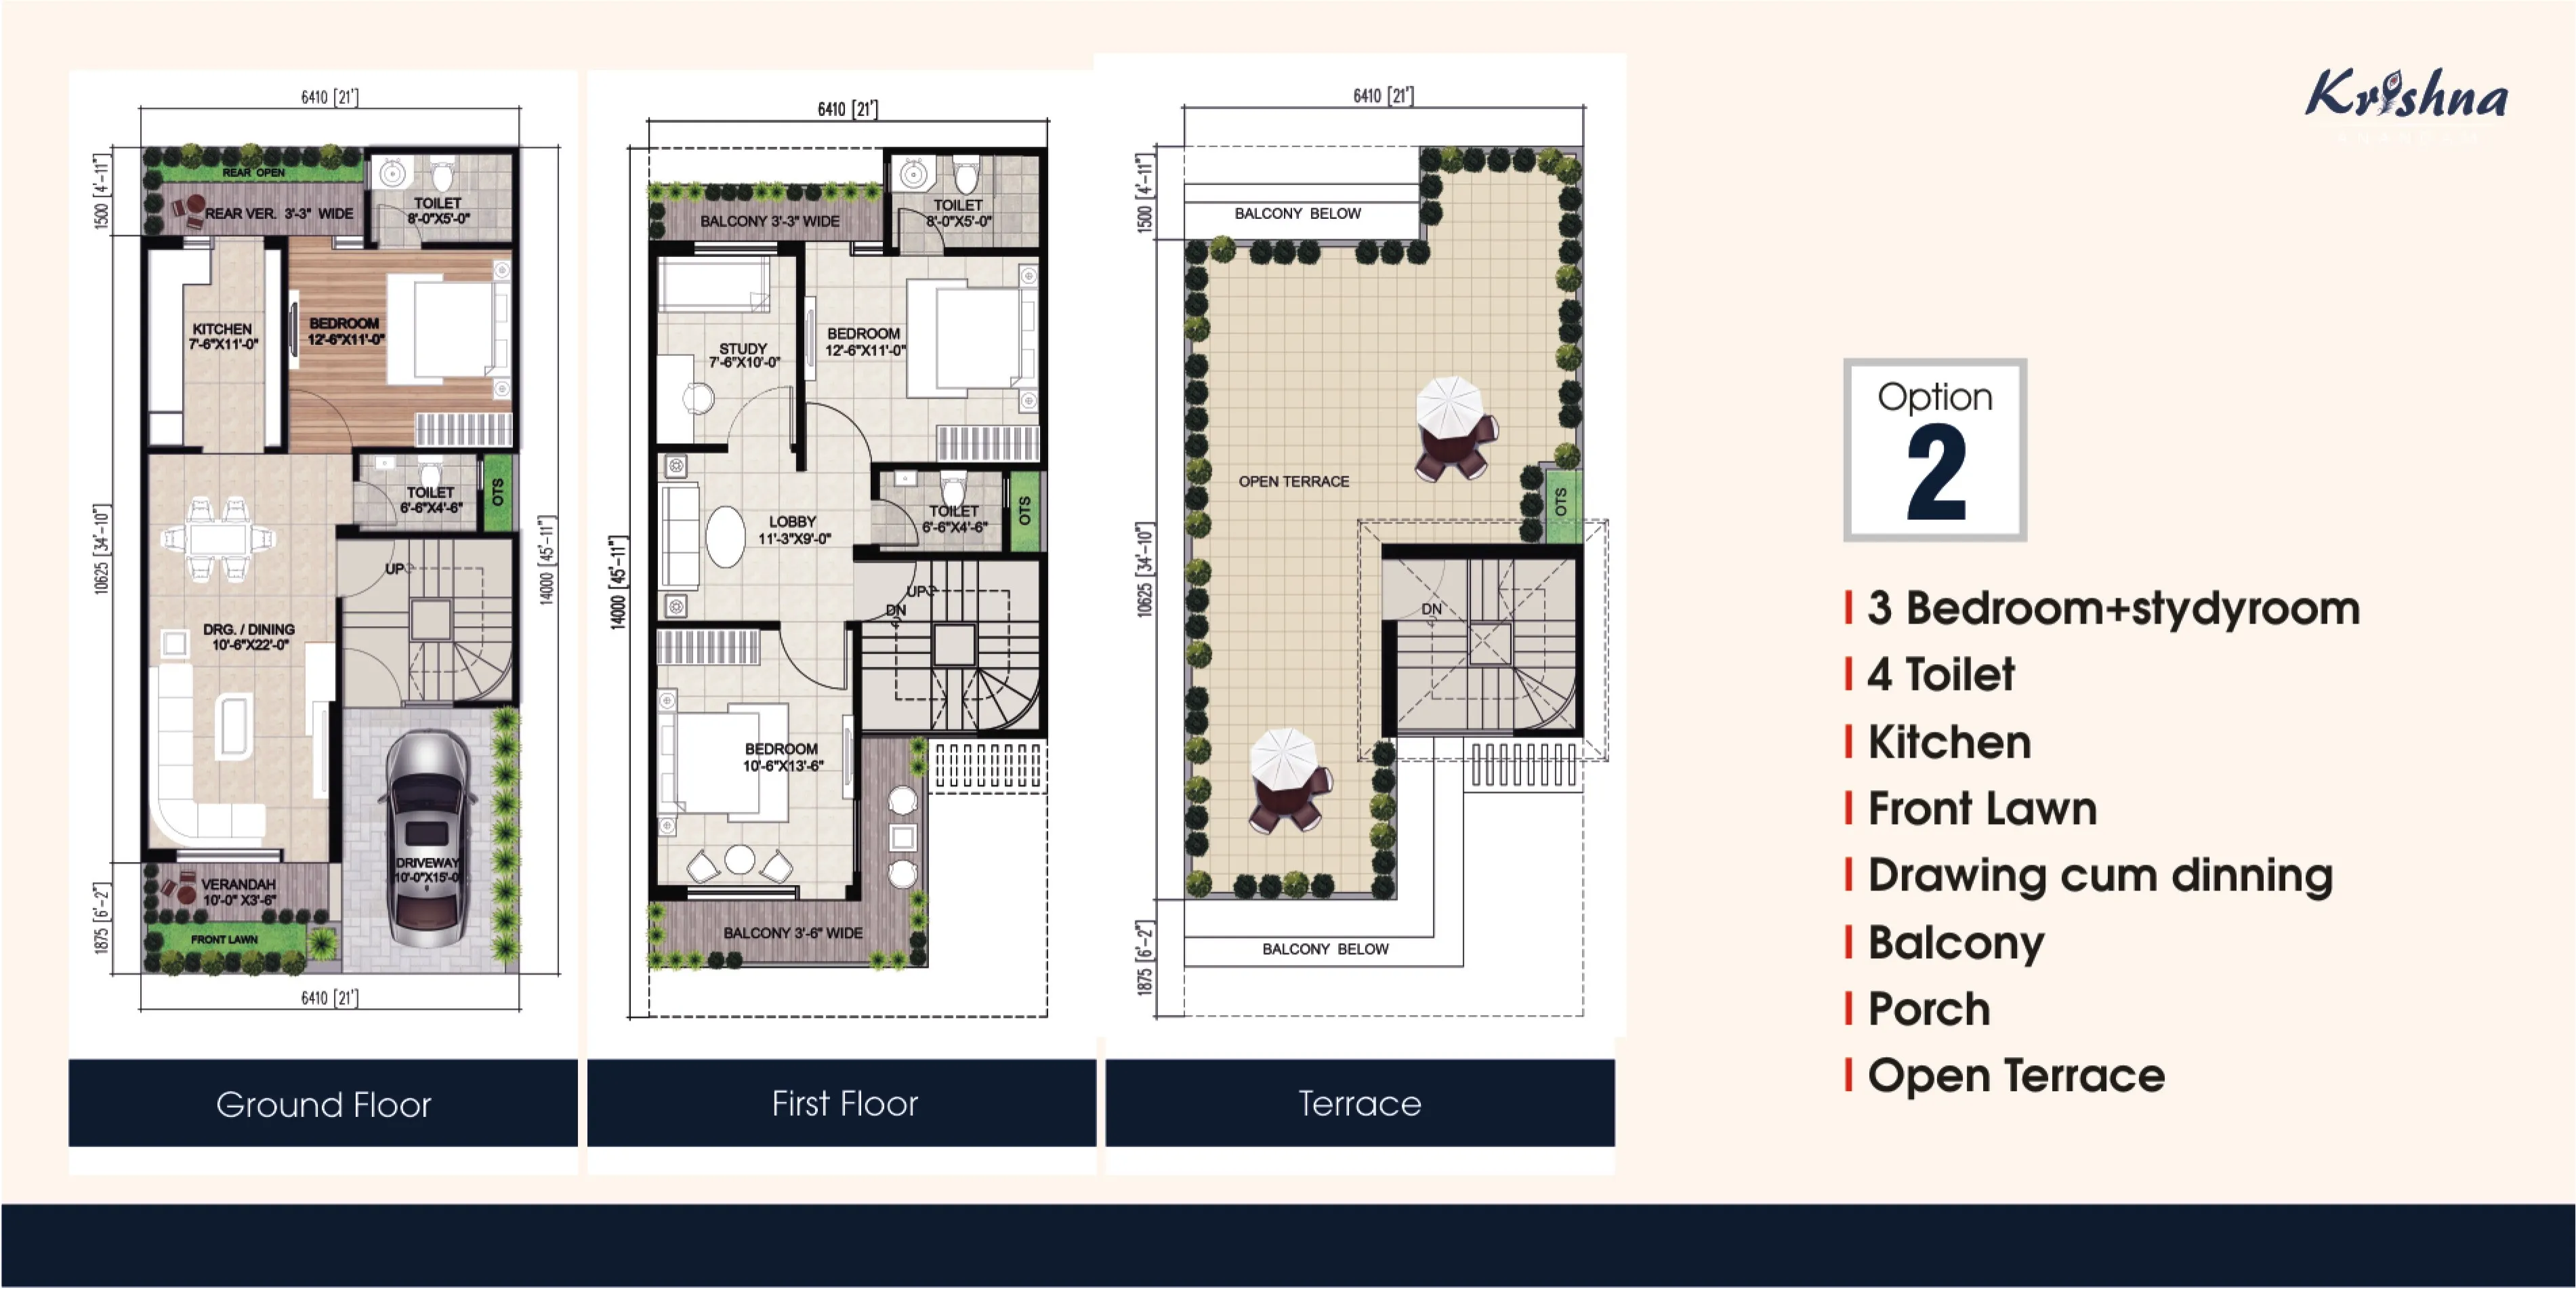 Krishna
6410 [21']
1500 [4'-11"]
REAR OPEN
REAR VER. 3'-3" WIDE
TOILET
8'-0"X5'-0"
KITCHEN
7'-6"X11'-0"
BEDROOM
12'-6"X11'-0"
10625 [34'-10"]
TOILET
6'-6"X4'-6"
OTS
14000 [45'-11"]
UP
DRG. / DINING
10'-6"X22'-0"
DRIVEWAY
10'-0"X15'-0
VERANDAH
10'-0" X3'-6"
1875 [6'-2"]
FRONT LAWN
6410 [21']
Ground Floor
6410 [21']
BALCONY 3'-3" WIDE
TOILET
8'-0"X5'-0"
STUDY
7'-6"X10'-0"
BEDROOM
12'-6"X11'-0"
14000 [45'-11"]
LOBBY
11'-3"X9'-0"
TOILET
6'-6"X4'-6"
OTS
UP
DN
BEDROOM
10'-6"X13'-6"
BALCONY 3'-6" WIDE
First Floor
6410 [21']
1500 [4'-11"]
BALCONY BELOW
OPEN TERRACE
OTS
10625 [34'-10"]
DN
1875 [6'-2"]
BALCONY BELOW
Terrace
Option
2
3 Bedroom+stydyroom
4 Toilet
Kitchen
Front Lawn
Drawing cum dinning
Balcony
Porch
Open Terrace